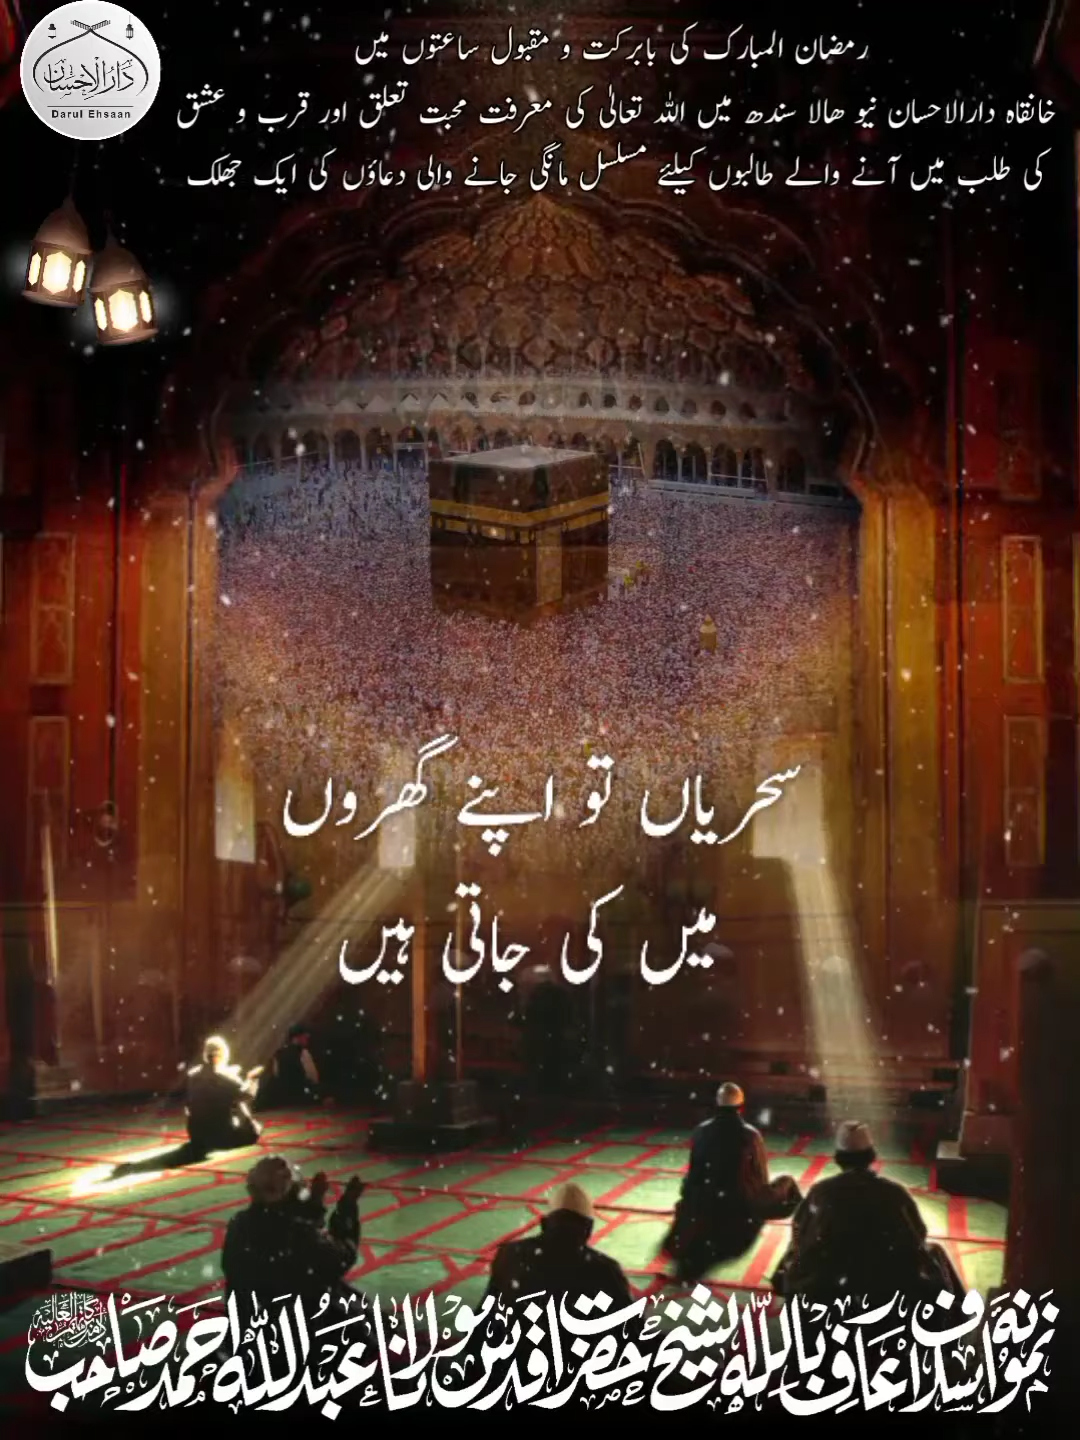 دارالاحسان
Darul Ehsaan
رمضان المبارک کی بابرکت و مقبول ساعتوں میں
خانقاہ دارالاحسان نیو ھالا سندھ میں اللہ تعالیٰ کی معرفت محبت تعلق اور قرب و عشق
کی طلب میں آنے والے طالبوں کیلئے مسلسل مانگی جانے والی دعاؤں کی ایک جھلک
سحریاں تو اپنے گھروں
میں کی جاتی ہیں
نمونہ اسلاف عارف باللہ الشیخ حضرت اقدس مولانا عبداللہ احمد صاحب